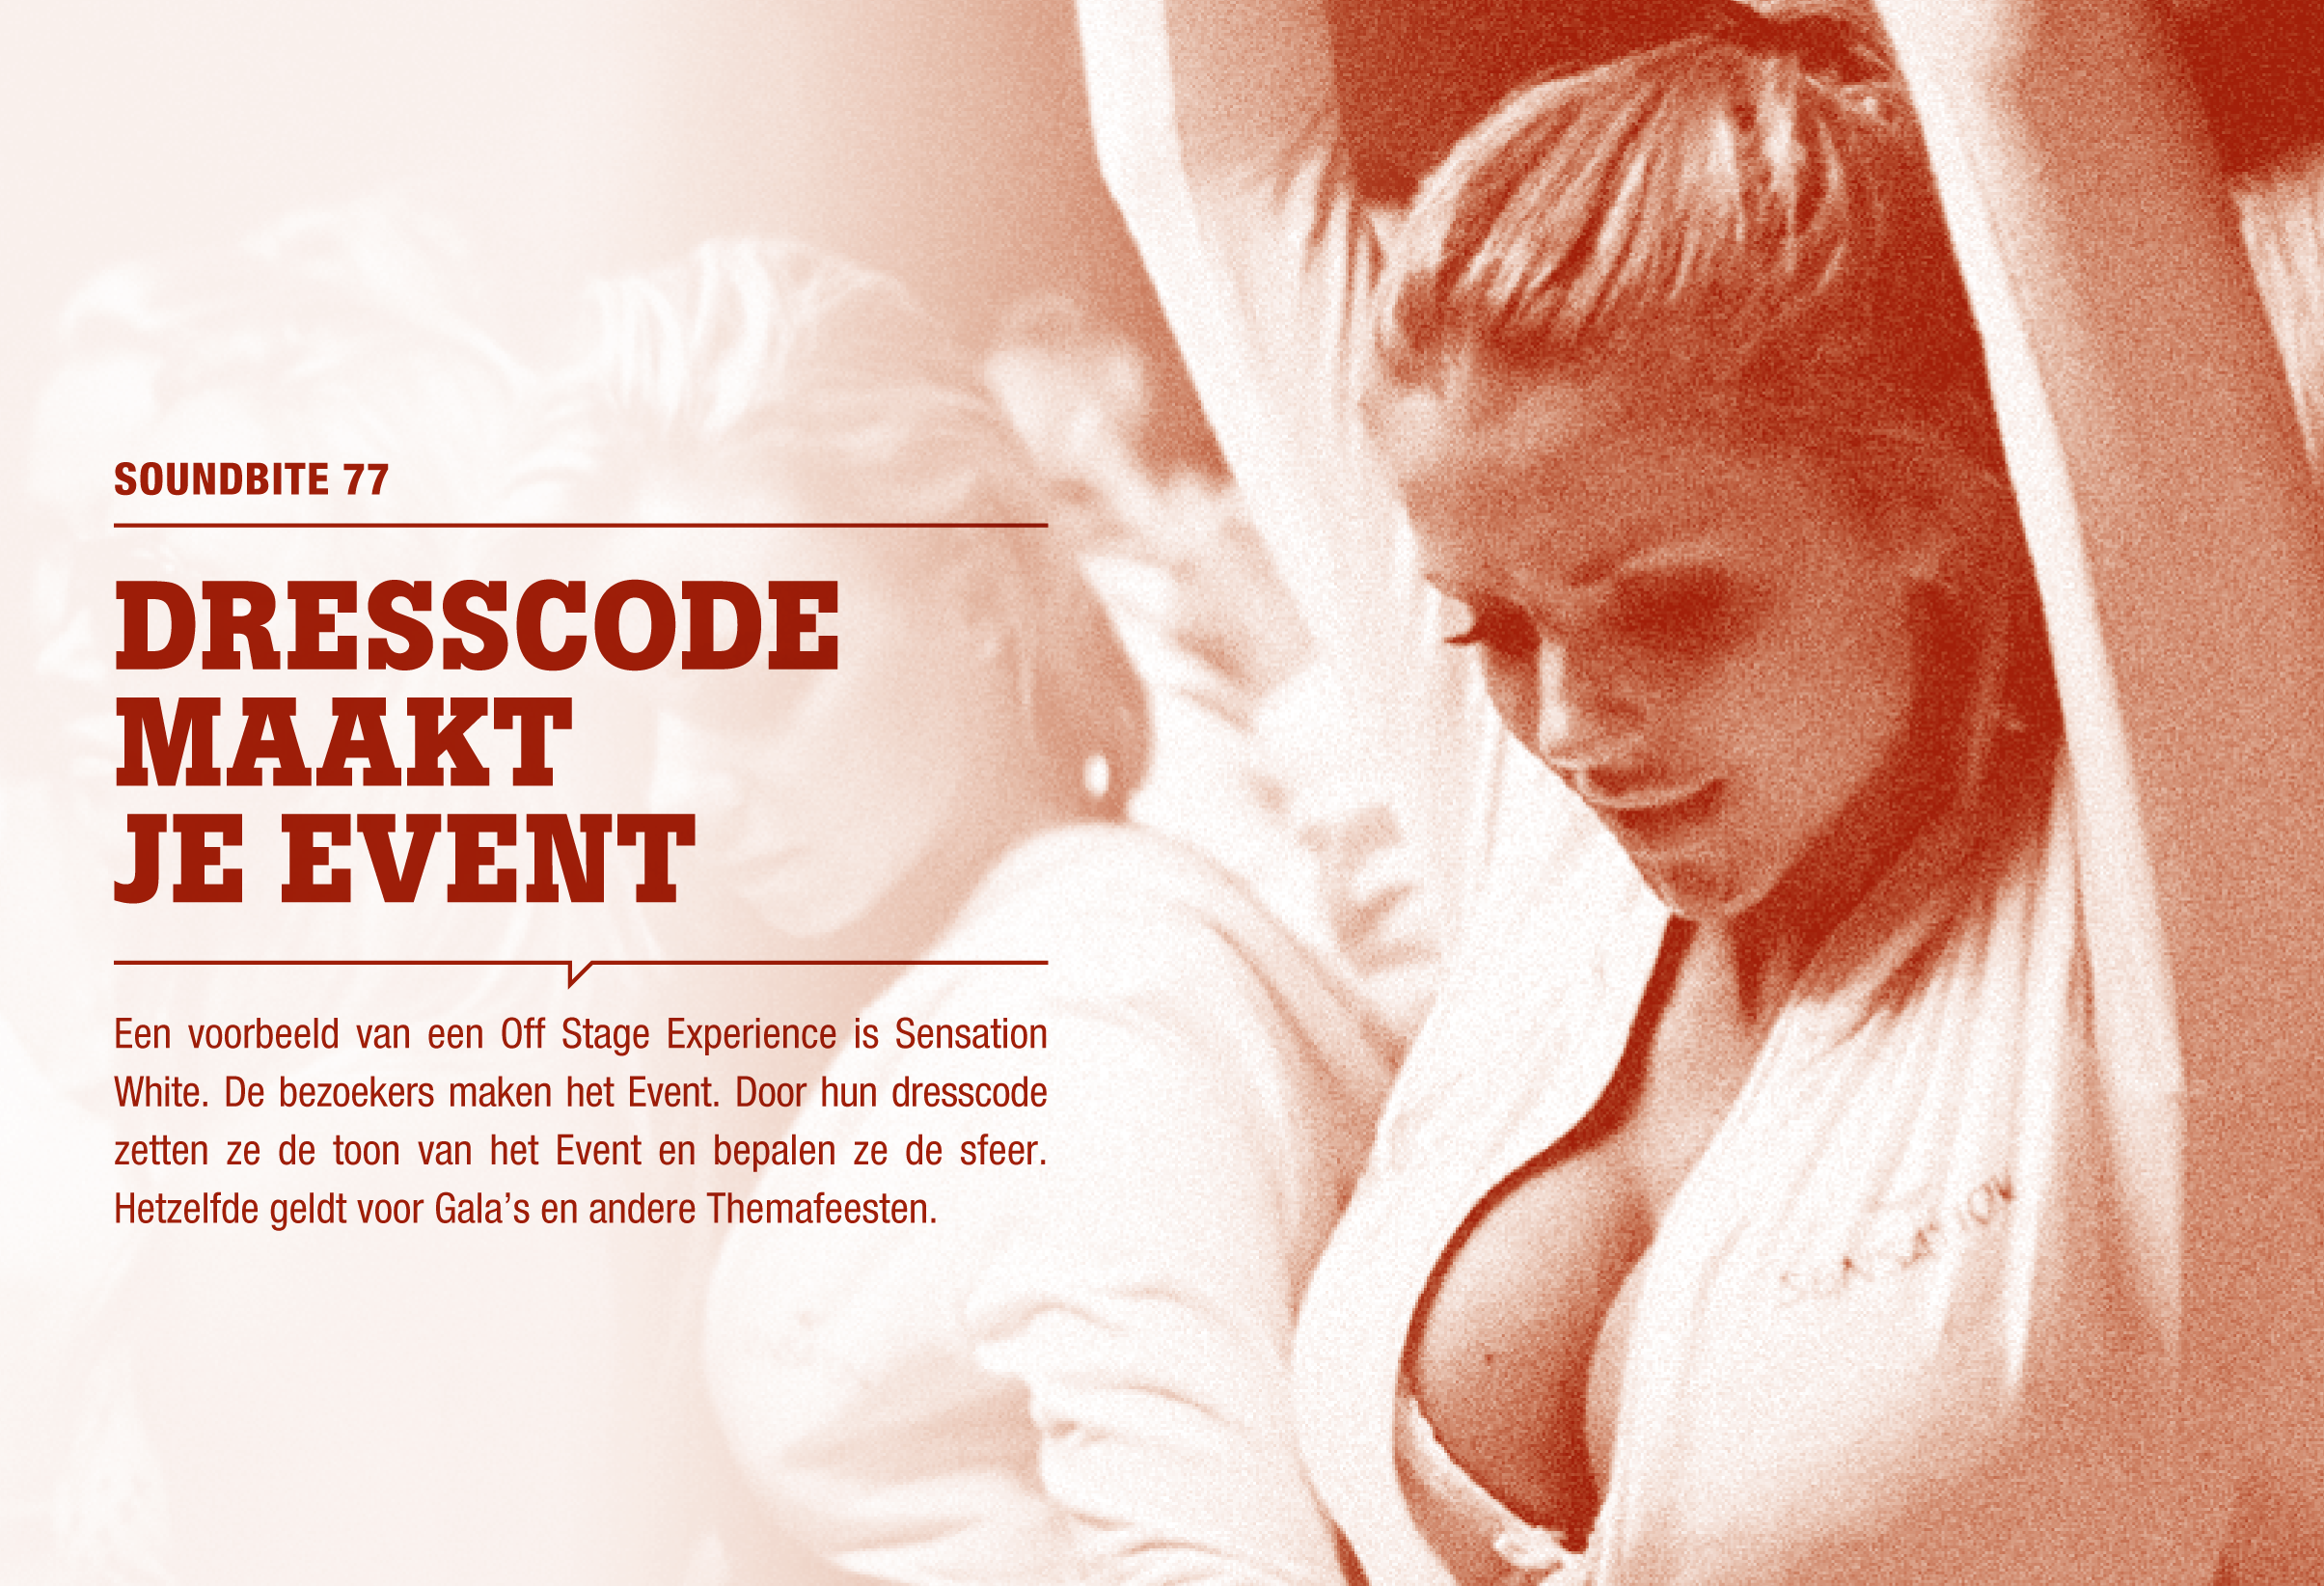 SOUNDBITE 77
DRESSCODE
MAAKT
JE EVENT
Een voorbeeld van een Off Stage Experience is Sensation
White. De bezoekers maken het Event. Door hun dresscode
zetten ze de toon van het Event en bepalen ze de sfeer.
Hetzelfde geldt voor Gala’s en andere Themafeesten.
SENSATION